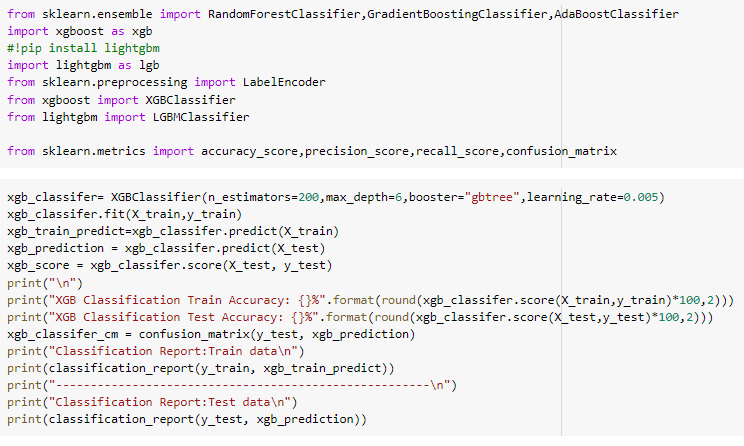 from sklearn.ensemble import RandomForestClassifier,GradientBoostingClassifier,AdaBoostClassifier
import xgboost as xgb
#!pip install lightgbm
import lightgbm as lgb
from sklearn.preprocessing import LabelEncoder
from xgboost import XGBClassifier
from lightgbm import LGBMClassifier
from sklearn.metrics import accuracy_score,precision_score,recall_score,confusion_matrix
xgb_classifer= XGBClassifier(n_estimators=200,max_depth=6,booster="gbtree",learning_rate=0.005)
xgb_classifer.fit(X_train,y_train)
xgb_train_predict=xgb_classifer.predict(X_train)
xgb_prediction = xgb_classifer.predict(X_test)
xgb_score = xgb_classifer.score(X_test, y_test)
print("\n")
print("XGB Classification Train Accuracy: {}%".format(round(xgb_classifer.score(X_train,y_train)*100,2)))
print("XGB Classification Test Accuracy: {}%".format(round(xgb_classifer.score(X_test,y_test)*100,2)))
xgb_classifer_cm = confusion_matrix(y_test, xgb_prediction)
print("Classification Report:Train data\n")
print(classification_report(y_train, xgb_train_predict))
print("------------------------------------------------------\n")
print("Classification Report:Test data\n")
print(classification_report(y_test, xgb_prediction))